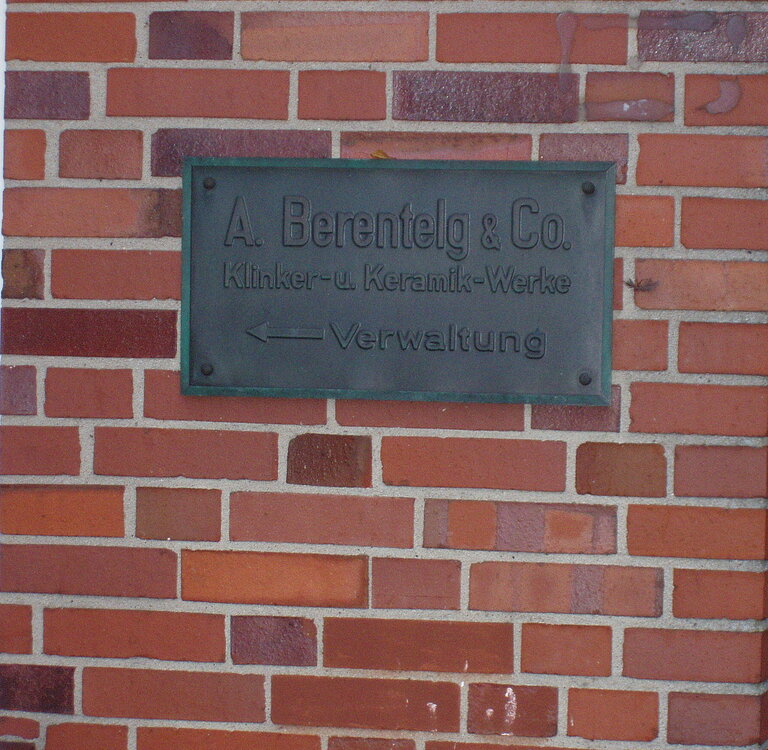 A. Berentelg & Co.
Klinker- u. Keramik-Werke
← Verwaltung